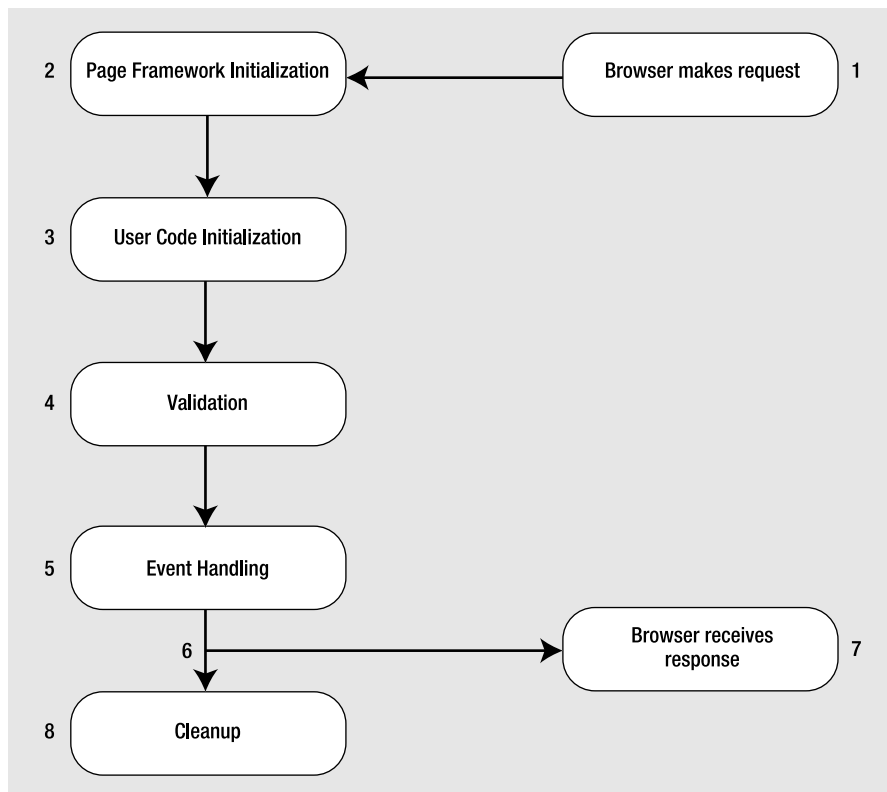 2
Page Framework Initialization
Browser makes request
1
3
User Code Initialization
4
Validation
5
Event Handling
6
Browser receives
response
7
8
Cleanup